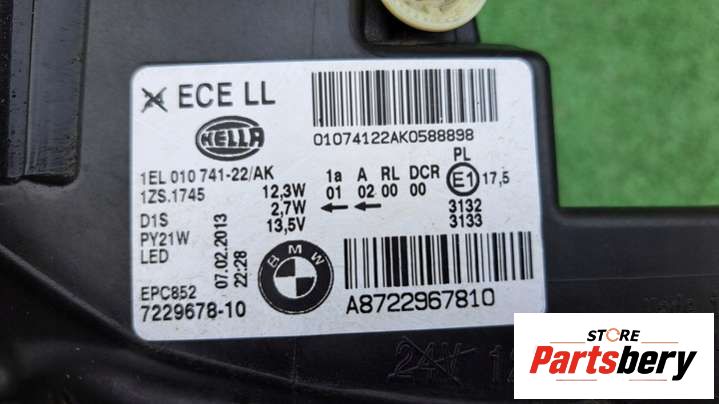 ECE LL
HELLA
01074122AK0588898
1EL 010 741-22/AK
1ZS.1745
12,3W
2,7W
13,5V
1a A RL DCR
01 02 00 00
PL
E1 17,5
3132
3133
D1S
PY21W
LED
07.02.2013
22:28
BMW
EPC852
7229678-10
A8722967810
24V 12
STORE
Partsbery